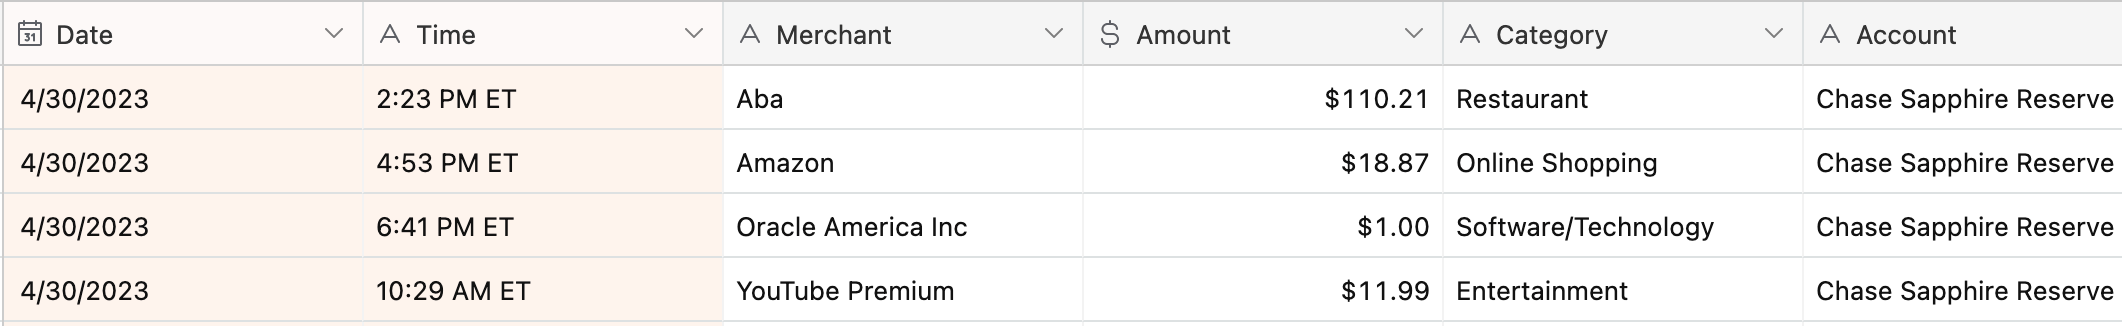 Date Time Merchant Amount Category Account
4/30/2023 2:23 PM ET Aba $110.21 Restaurant Chase Sapphire Reserve
4/30/2023 4:53 PM ET Amazon $18.87 Online Shopping Chase Sapphire Reserve
4/30/2023 6:41 PM ET Oracle America Inc $1.00 Software/Technology Chase Sapphire Reserve
4/30/2023 10:29 AM ET YouTube Premium $11.99 Entertainment Chase Sapphire Reserve